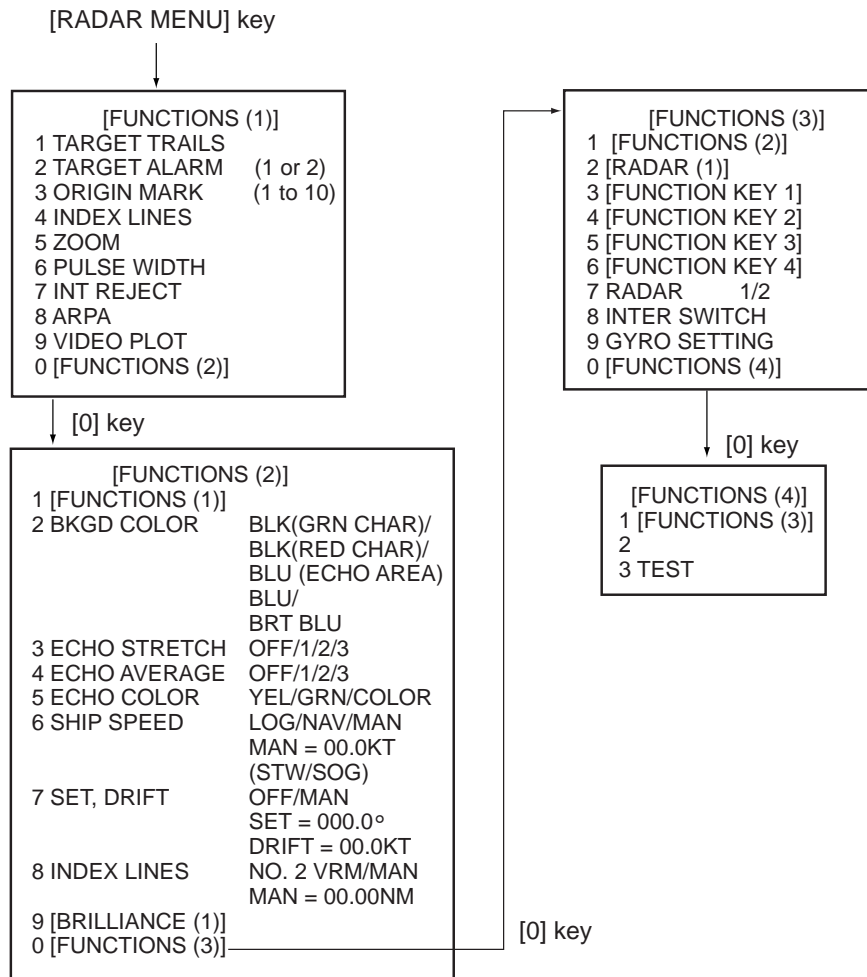 [RADAR MENU] key
[FUNCTIONS (1)]
1 TARGET TRAILS
2 TARGET ALARM (1 or 2)
3 ORIGIN MARK (1 to 10)
4 INDEX LINES
5 ZOOM
6 PULSE WIDTH
7 INT REJECT
8 ARPA
9 VIDEO PLOT
0 [FUNCTIONS (2)]
[0] key
[FUNCTIONS (2)]
1 [FUNCTIONS (1)]
2 BKGD COLOR BLK(GRN CHAR)/
BLK(RED CHAR)/
BLU (ECHO AREA)
BLU/
BRT BLU
3 ECHO STRETCH OFF/1/2/3
4 ECHO AVERAGE OFF/1/2/3
5 ECHO COLOR YEL/GRN/COLOR
6 SHIP SPEED LOG/NAV/MAN
MAN = 00.0KT
(STW/SOG)
7 SET, DRIFT OFF/MAN
SET = 000.0°
DRIFT = 00.0KT
8 INDEX LINES NO. 2 VRM/MAN
MAN = 00.00NM
9 [BRILLIANCE (1)]
0 [FUNCTIONS (3)]
[0] key
[FUNCTIONS (3)]
1 [FUNCTIONS (2)]
2 [RADAR (1)]
3 [FUNCTION KEY 1]
4 [FUNCTION KEY 2]
5 [FUNCTION KEY 3]
6 [FUNCTION KEY 4]
7 RADAR 1/2
8 INTER SWITCH
9 GYRO SETTING
0 [FUNCTIONS (4)]
[0] key
[FUNCTIONS (4)]
1 [FUNCTIONS (3)]
2
3 TEST